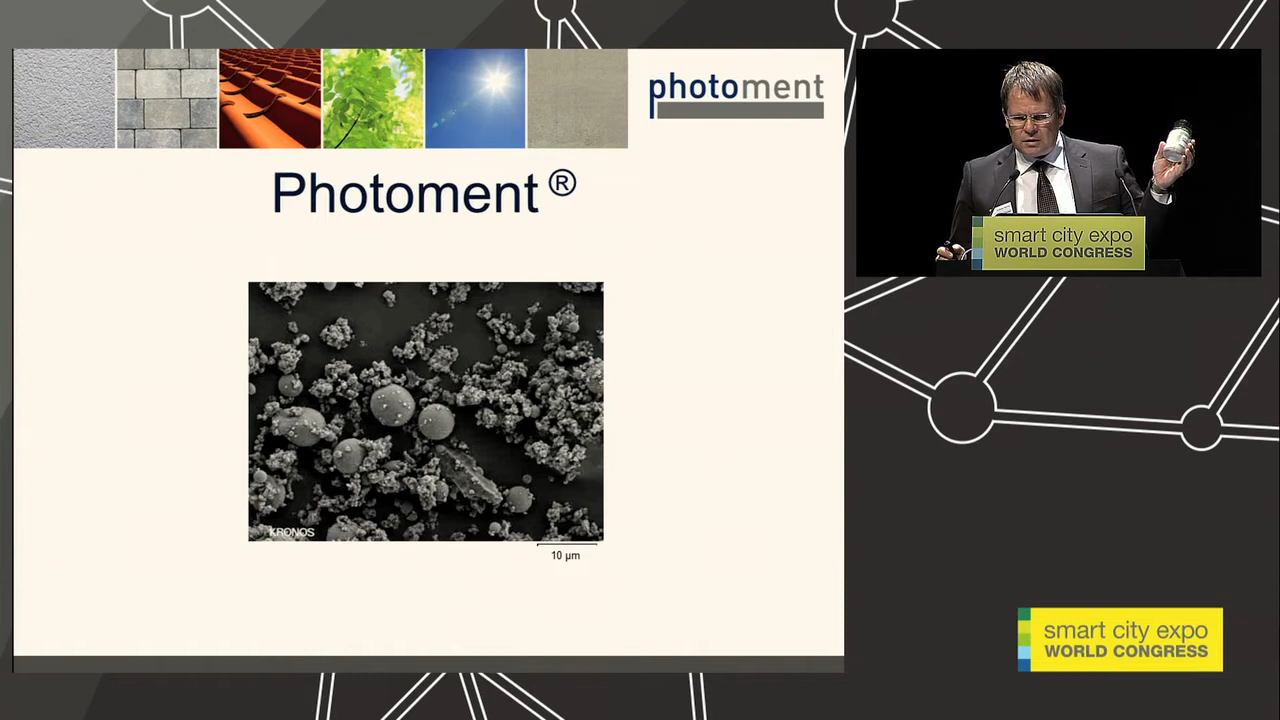 photoment
Photoment®
KRONOS
10 µm
smart city expo
WORLD CONGRESS
smart city expo
WORLD CONGRESS